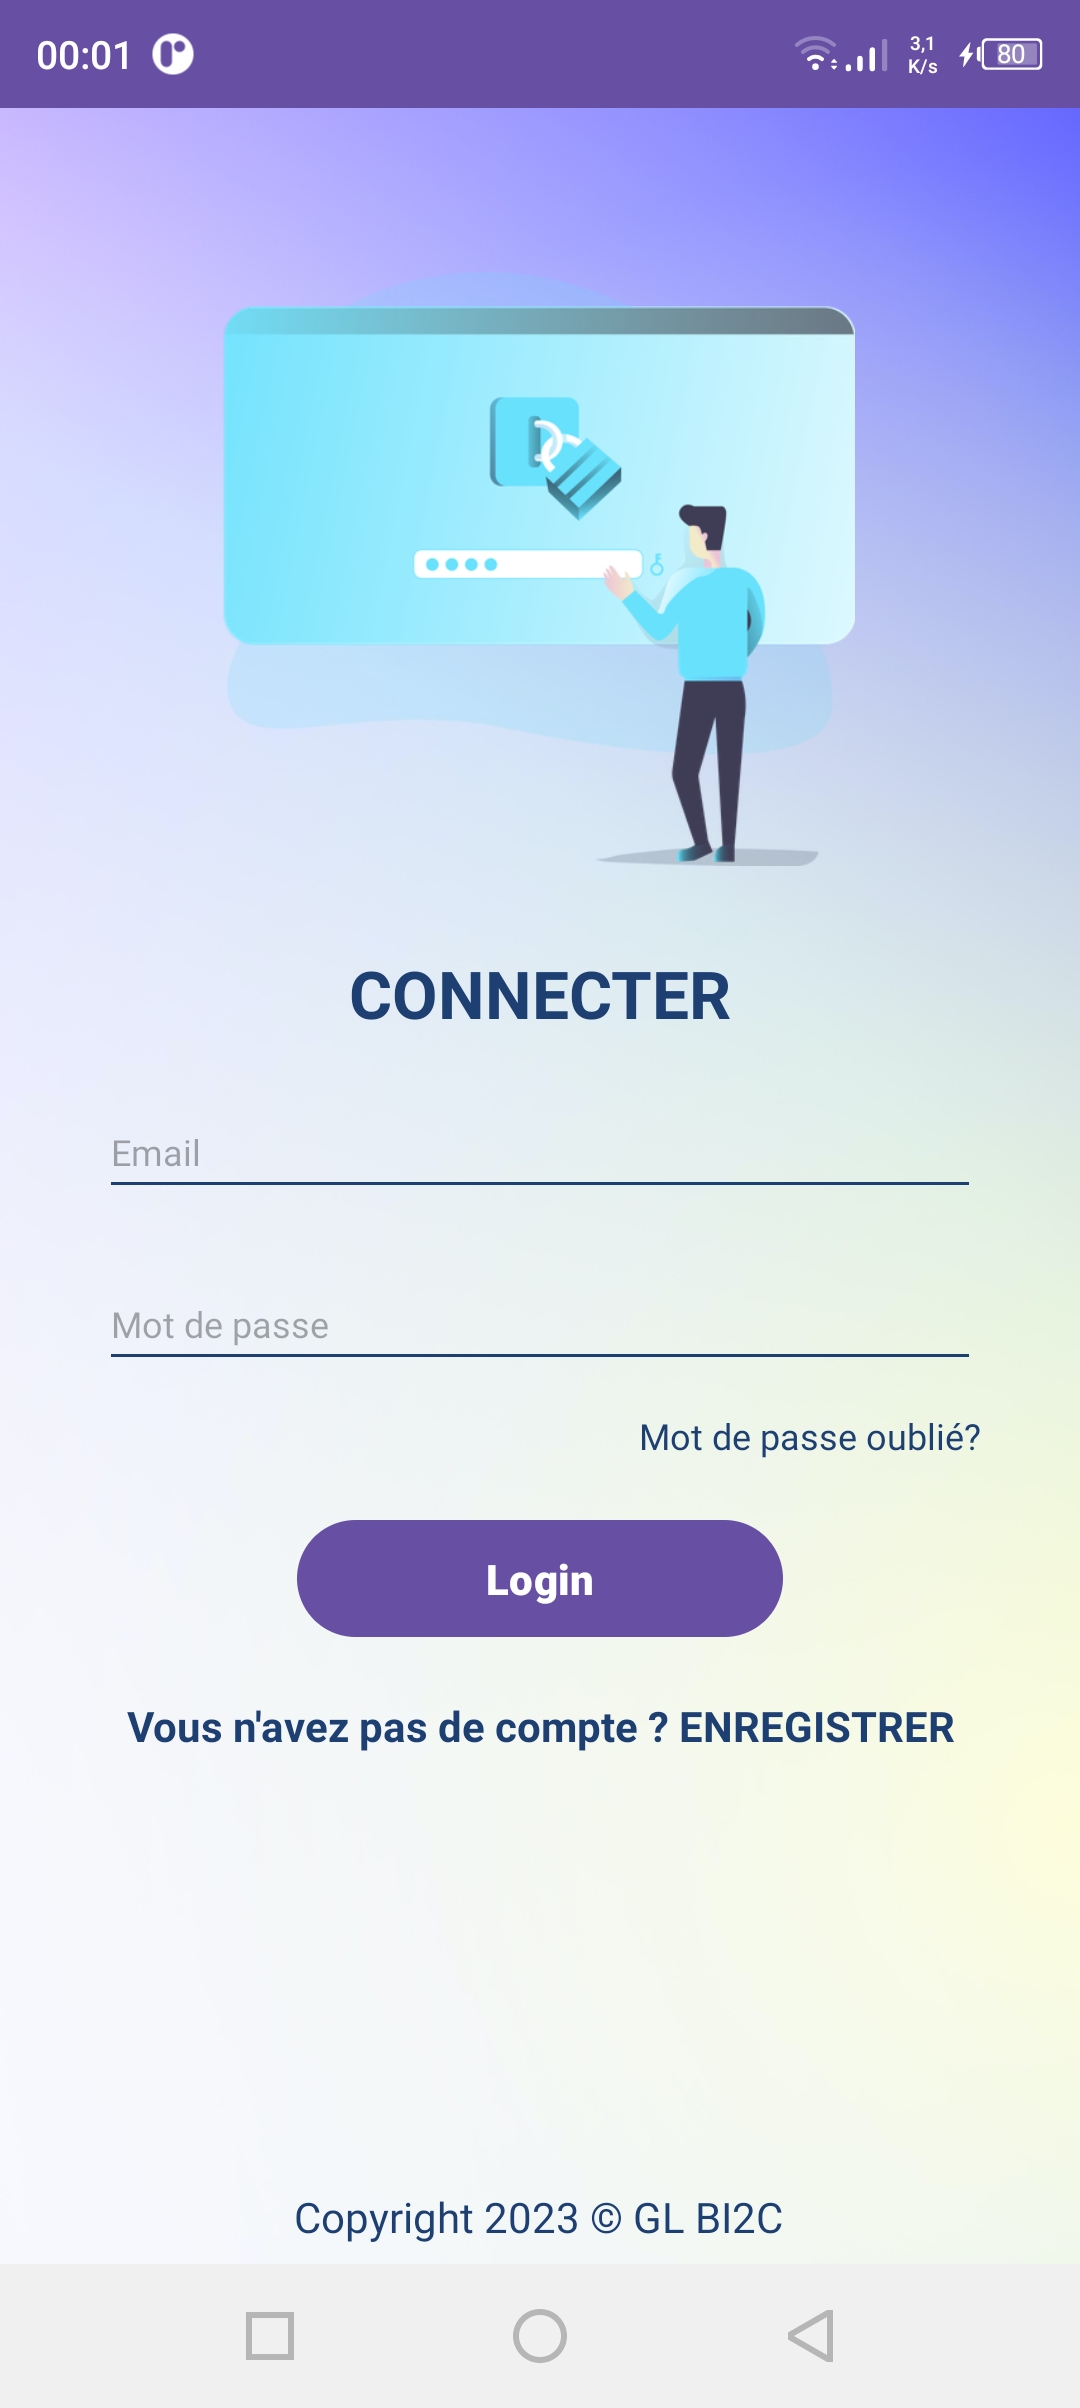 00:01
3,1
K/s
80
CONNECTER
Email
Mot de passe
Mot de passe oublié?
Login
Vous n'avez pas de compte ? ENREGISTRER
Copyright 2023 © GL BI2C